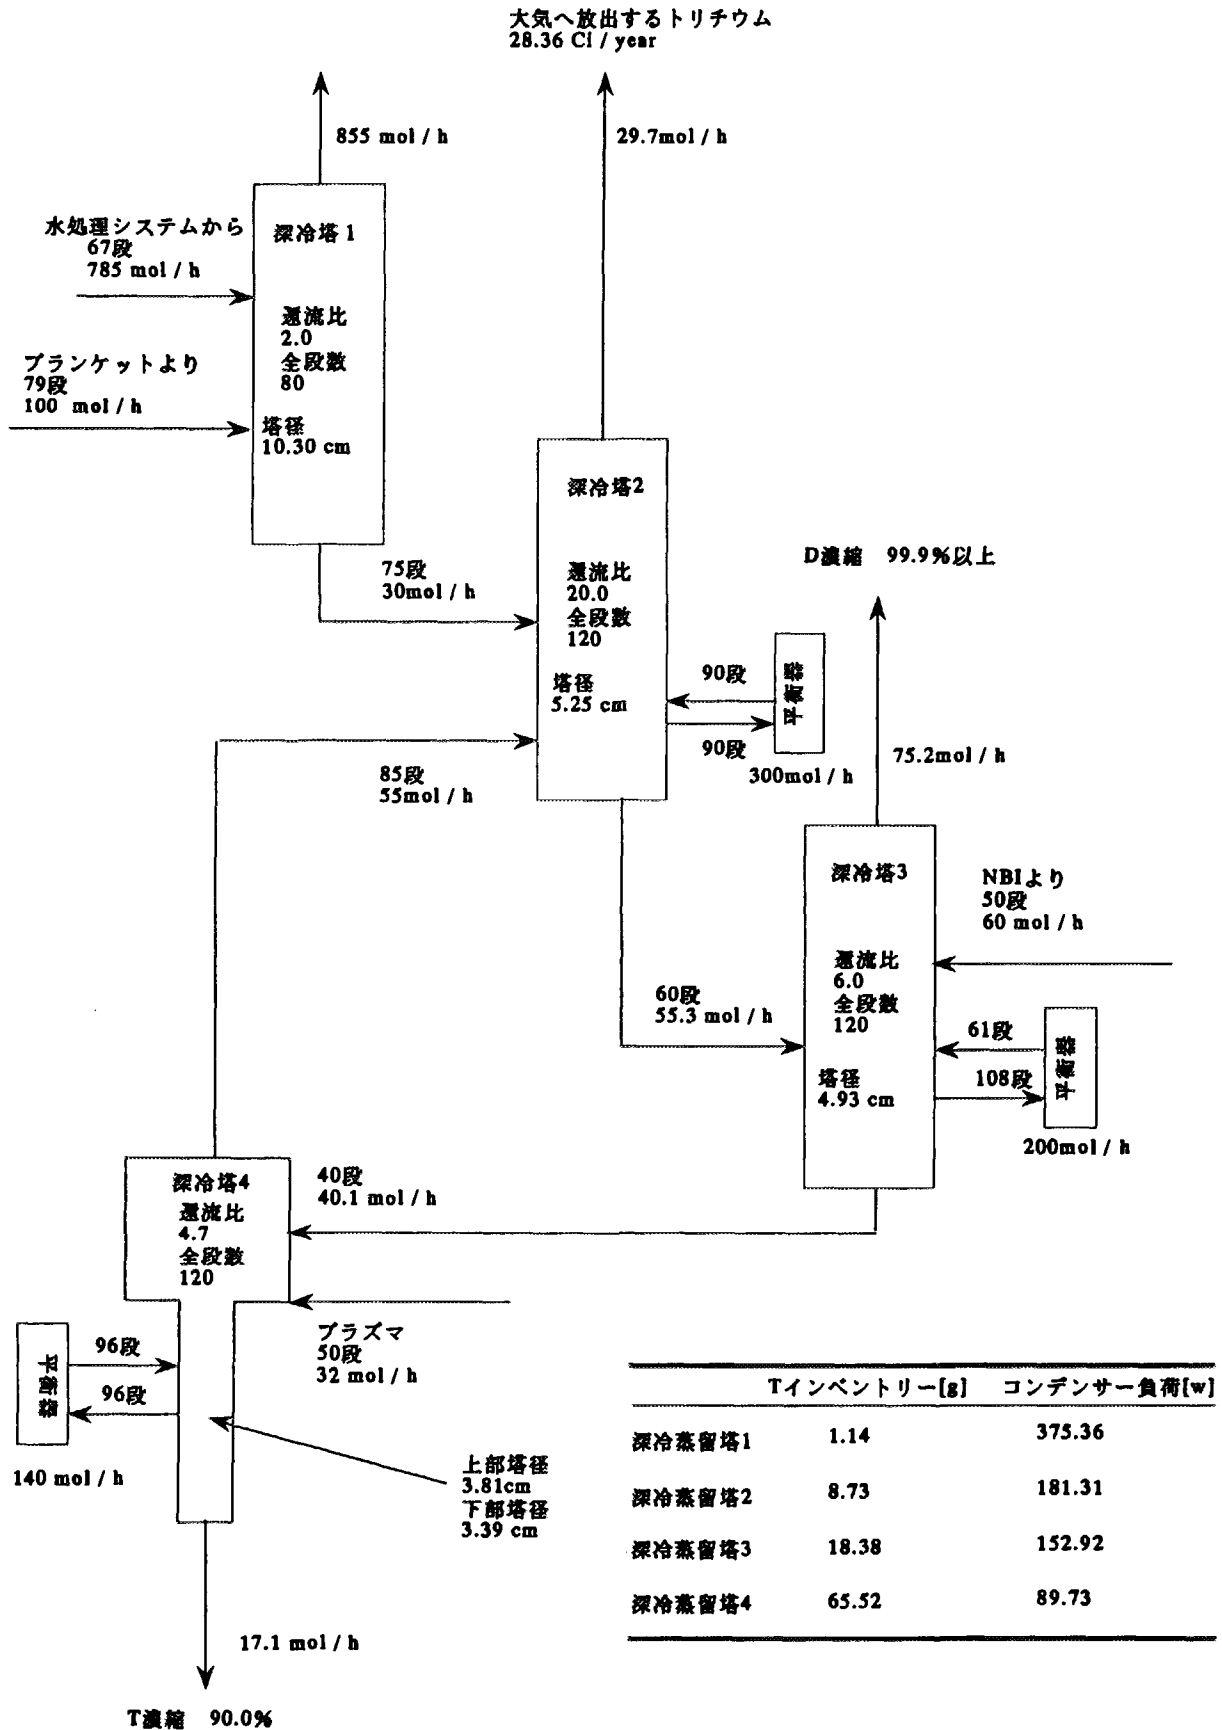 大気へ放出するトリチウム
28.36 Ci / year
855 mol / h
29.7mol / h
水処理システムから
67段
785 mol / h
深冷塔 1
還流比
2.0
全段数
80
塔径
10.30 cm
ブランケットより
79段
100 mol / h
深冷塔2
還流比
20.0
全段数
120
塔径
5.25 cm
75段
30mol / h
D濃縮 99.9%以上
90段
90段
平衡器
300mol / h
75.2mol / h
85段
55mol / h
深冷塔3
還流比
6.0
全段数
120
塔径
4.93 cm
NBIより
50段
60 mol / h
60段
55.3 mol / h
61段
108段
平衡器
200mol / h
深冷塔4
還流比
4.7
全段数
120
40段
40.1 mol / h
プラズマ
50段
32 mol / h
平衡器
96段
96段
140 mol / h
上部塔径
3.81cm
下部塔径
3.39 cm
17.1 mol / h
T濃縮 90.0%
Tインベントリー[g] コンデンサー負荷[w]
深冷蒸留塔1 1.14 375.36
深冷蒸留塔2 8.73 181.31
深冷蒸留塔3 18.38 152.92
深冷蒸留塔4 65.52 89.73